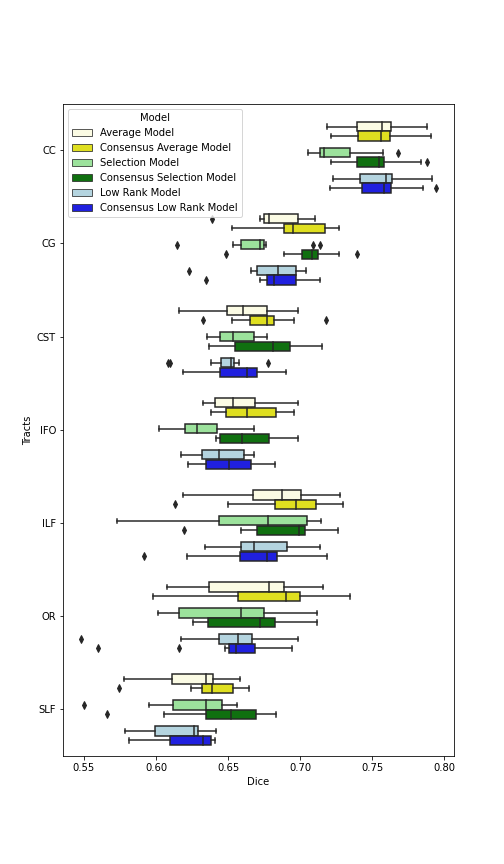 Model
Average Model
Consensus Average Model
Selection Model
Consensus Selection Model
Low Rank Model
Consensus Low Rank Model
CC
CG
CST
IFO
ILF
OR
SLF
Tracts
0.55 0.60 0.65 0.70 0.75 0.80
Dice